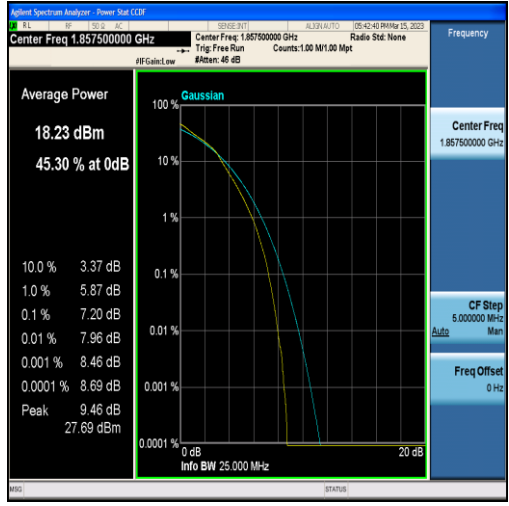 Agilent Spectrum Analyzer - Power Stat CCDF
RL RF 50 Ω AC SENSE:INT ALIGN AUTO 05:42:40 PM Mar 15, 2023
Center Freq 1.857500000 GHz
Center Freq: 1.857500000 GHz Radio Std: None
Trig: Free Run Counts:1.00 M/1.00 Mpt
#IFGain:Low #Atten: 46 dB
Frequency
Average Power
18.23 dBm
45.30 % at 0dB
10.0 % 3.37 dB
1.0 % 5.87 dB
0.1 % 7.20 dB
0.01 % 7.96 dB
0.001 % 8.46 dB
0.0001 % 8.69 dB
Peak 9.46 dB
27.69 dBm
Gaussian
100 %
10 %
1 %
0.1 %
0.01 %
0.001 %
0.0001 %
0 dB 20 dB
Info BW 25.000 MHz
Center Freq
1.857500000 GHz
CF Step
5.000000 MHz
Auto Man
Freq Offset
0 Hz
MSG STATUS